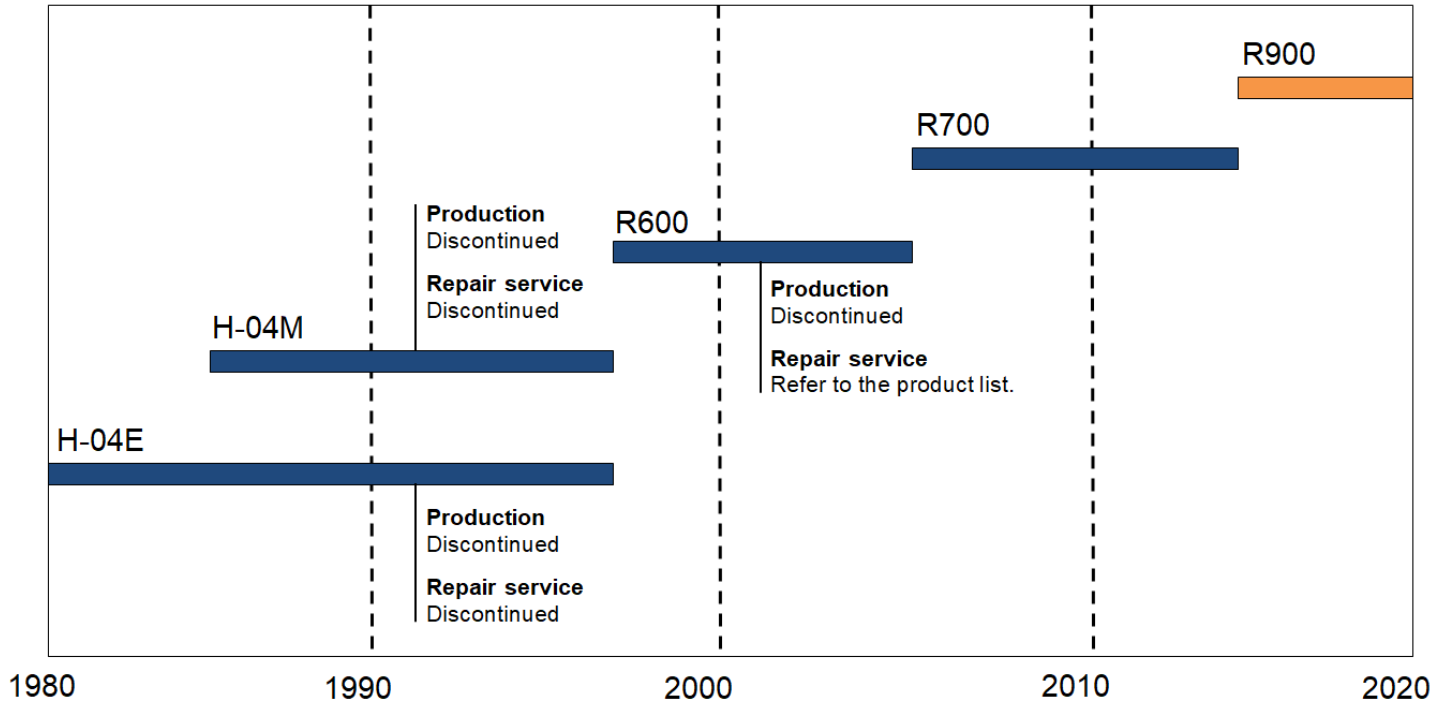 R900
R700
Production
Discontinued
Repair service
Discontinued
R600
Production
Discontinued
Repair service
Refer to the product list.
H-04M
H-04E
Production
Discontinued
Repair service
Discontinued
1980
1990
2000
2010
2020